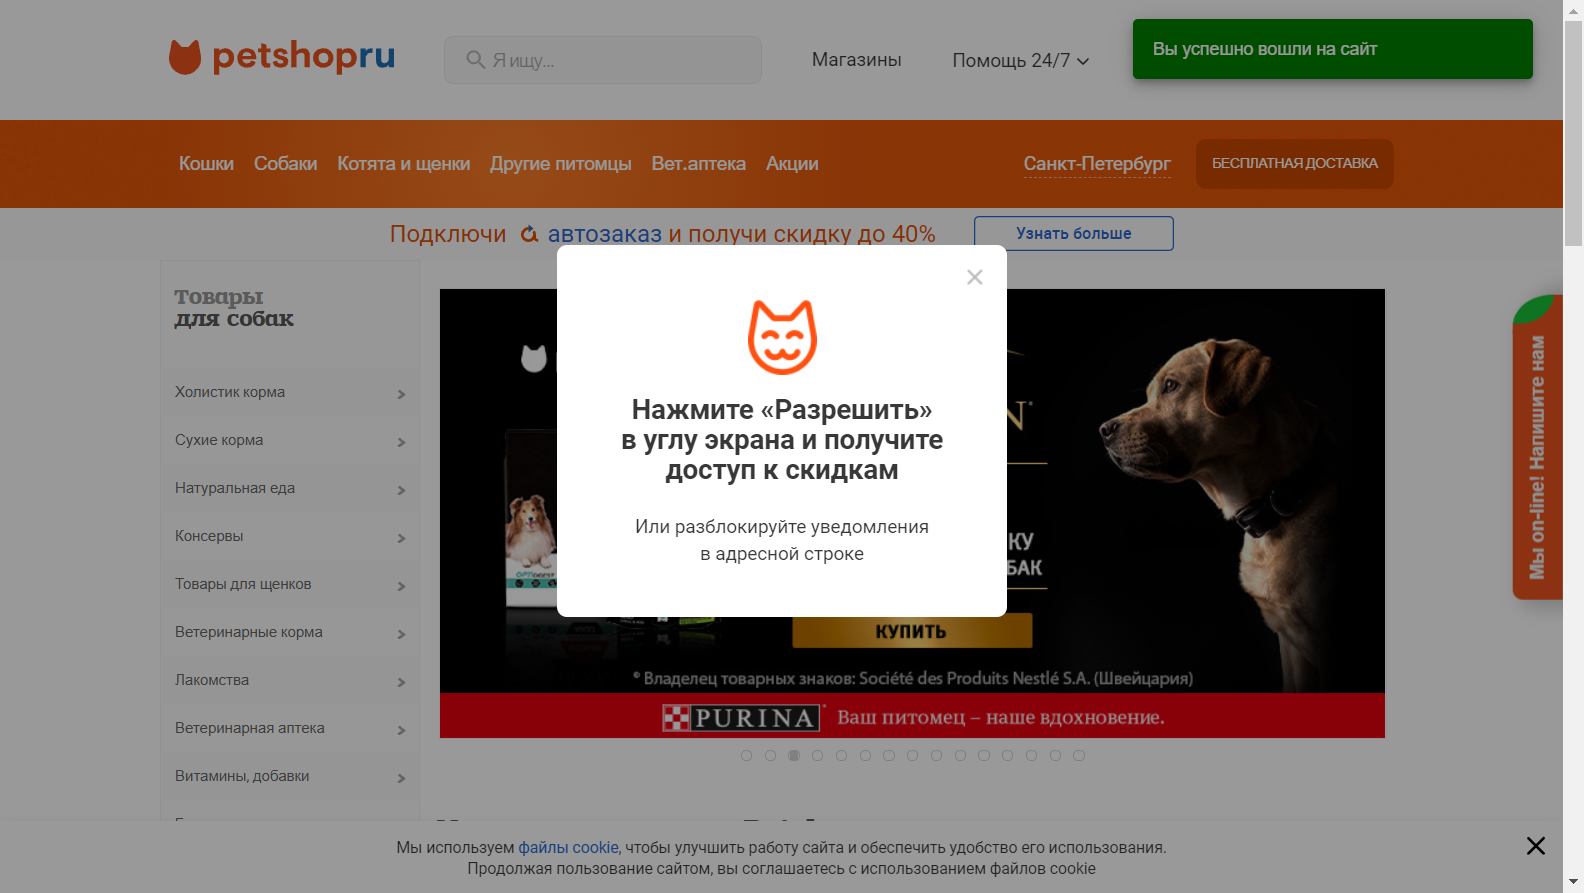 petshopru
Я ищу...
Магазины
Помощь 24/7
Вы успешно вошли на сайт
Кошки
Собаки
Котята и щенки
Другие питомцы
Вет.аптека
Акции
Санкт-Петербург
БЕСПЛАТНАЯ ДОСТАВКА
Подключи автозаказ и получи скидку до 40%
Узнать больше
Товары
для собак
Холистик корма
Сухие корма
Натуральная еда
Консервы
Товары для щенков
Ветеринарные корма
Лакомства
Ветеринарная аптека
Витамины, добавки
Нажмите «Разрешить»
в углу экрана и получите
доступ к скидкам
Или разблокируйте уведомления
в адресной строке
КУПИТЬ
® Владелец товарных знаков: Société des Produits Nestlé S.A. (Швейцария)
PURINA® Ваш питомец – наше вдохновение.
Мы on-line! Напишите нам
Мы используем файлы cookie, чтобы улучшить работу сайта и обеспечить удобство его использования.
Продолжая пользование сайтом, вы соглашаетесь с использованием файлов cookie